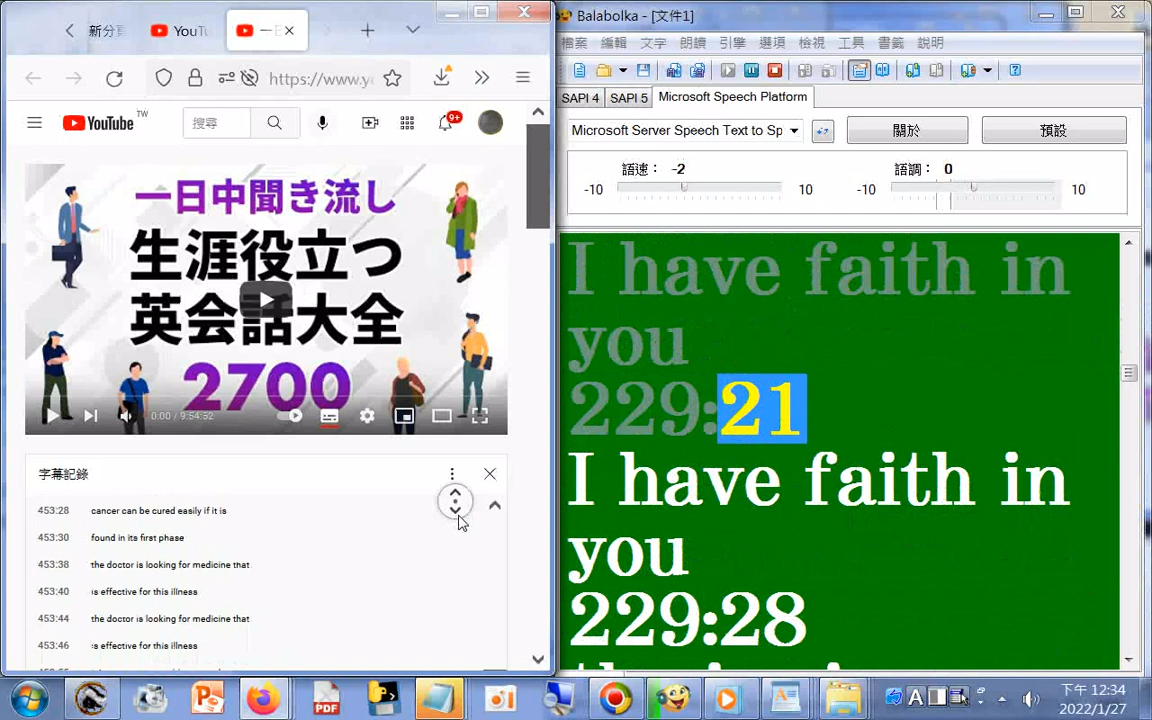 新分頁
YouTu
一日
https://www.yo
YouTube TW
搜尋
9+
一日中聞き流し
生涯役立つ
英会話大全
2700
0:00 / 9:54:52
字幕記錄
453:28 cancer can be cured easily if it is
453:30 found in its first phase
453:38 the doctor is looking for medicine that
453:40 is effective for this illness
453:44 the doctor is looking for medicine that
453:46 is effective for this illness
Balabolka - [文件1]
檔案 編輯 文字 朗讀 引擎 選項 檢視 工具 書籤 說明
SAPI 4 SAPI 5 Microsoft Speech Platform
Microsoft Server Speech Text to Sp
關於
預設
語速： -2
語調： 0
-10 10
-10 10
I have faith in
you
229:21
I have faith in
you
229:28
PDF
A
下午 12:34
2022/1/27